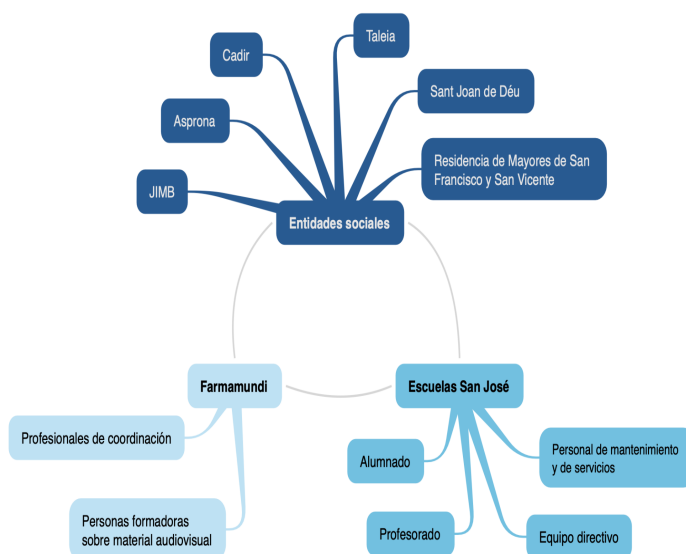 Taleia
Cadir
Sant Joan de Déu
Asprona
Residencia de Mayores de San
Francisco y San Vicente
JIMB
Entidades sociales
Farmamundi
Escuelas San José
Profesionales de coordinación
Personas formadoras
sobre material audiovisual
Alumnado
Personal de mantenimiento
y de servicios
Profesorado
Equipo directivo